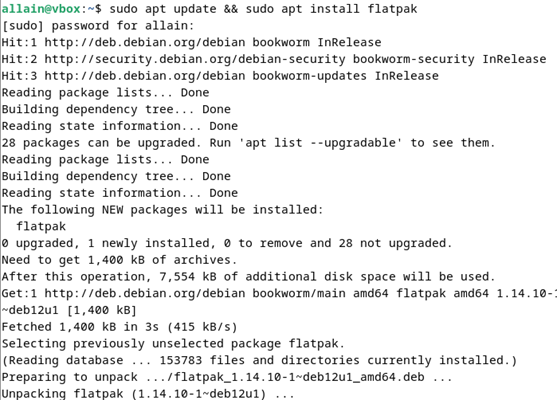 allain@vbox:~$ sudo apt update && sudo apt install flatpak
[sudo] password for allain:
Hit:1 http://deb.debian.org/debian bookworm InRelease
Hit:2 http://security.debian.org/debian-security bookworm-security InRelease
Hit:3 http://deb.debian.org/debian bookworm-updates InRelease
Reading package lists... Done
Building dependency tree... Done
Reading state information... Done
28 packages can be upgraded. Run 'apt list --upgradable' to see them.
Reading package lists... Done
Building dependency tree... Done
Reading state information... Done
The following NEW packages will be installed:
  flatpak
0 upgraded, 1 newly installed, 0 to remove and 28 not upgraded.
Need to get 1,400 kB of archives.
After this operation, 7,554 kB of additional disk space will be used.
Get:1 http://deb.debian.org/debian bookworm/main amd64 flatpak amd64 1.14.10-1
~deb12u1 [1,400 kB]
Fetched 1,400 kB in 3s (415 kB/s)
Selecting previously unselected package flatpak.
(Reading database ... 153783 files and directories currently installed.)
Preparing to unpack .../flatpak_1.14.10-1~deb12u1_amd64.deb ...
Unpacking flatpak (1.14.10-1~deb12u1) ...